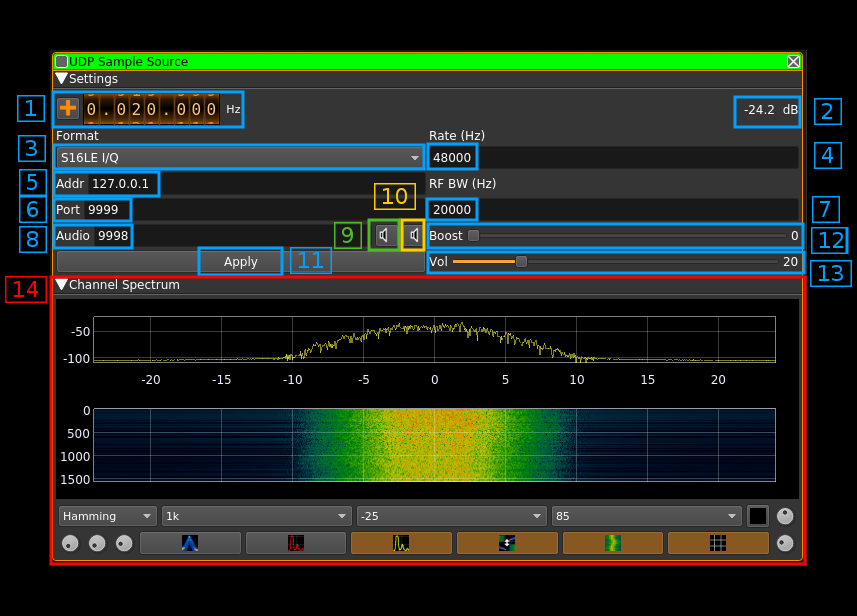 UDP Sample Source
Settings
1 0.020.000 Hz -24.2 dB 2
Format Rate (Hz)
3 S16LE I/Q 48000 4
5 Addr 127.0.0.1 RF BW (Hz)
10
6 Port 9999 20000 7
8 Audio 9998 9 Boost 0 12
Apply 11 Vol 20 13
14 Channel Spectrum
-50
-100
-20 -15 -10 -5 0 5 10 15 20
0
500
1000
1500
Hamming 1k -25 85